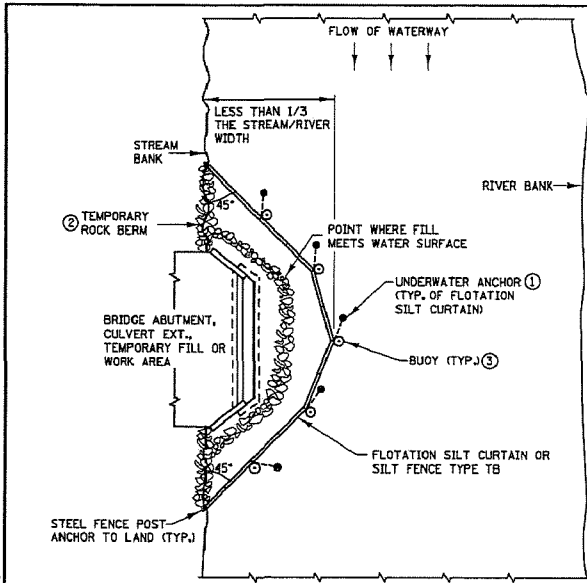 FLOW OF WATERWAY
LESS THAN 1/3
THE STREAM/RIVER
WIDTH
STREAM
BANK
RIVER BANK
45°
② TEMPORARY
ROCK BERM
POINT WHERE FILL
MEETS WATER SURFACE
UNDERWATER ANCHOR ①
(TYP. OF FLOTATION
SILT CURTAIN)
BRIDGE ABUTMENT,
CULVERT EXT.,
TEMPORARY FILL OR
WORK AREA
BUOY (TYP.) ③
FLOTATION SILT CURTAIN OR
SILT FENCE TYPE TB
45°
STEEL FENCE POST
ANCHOR TO LAND (TYP.)